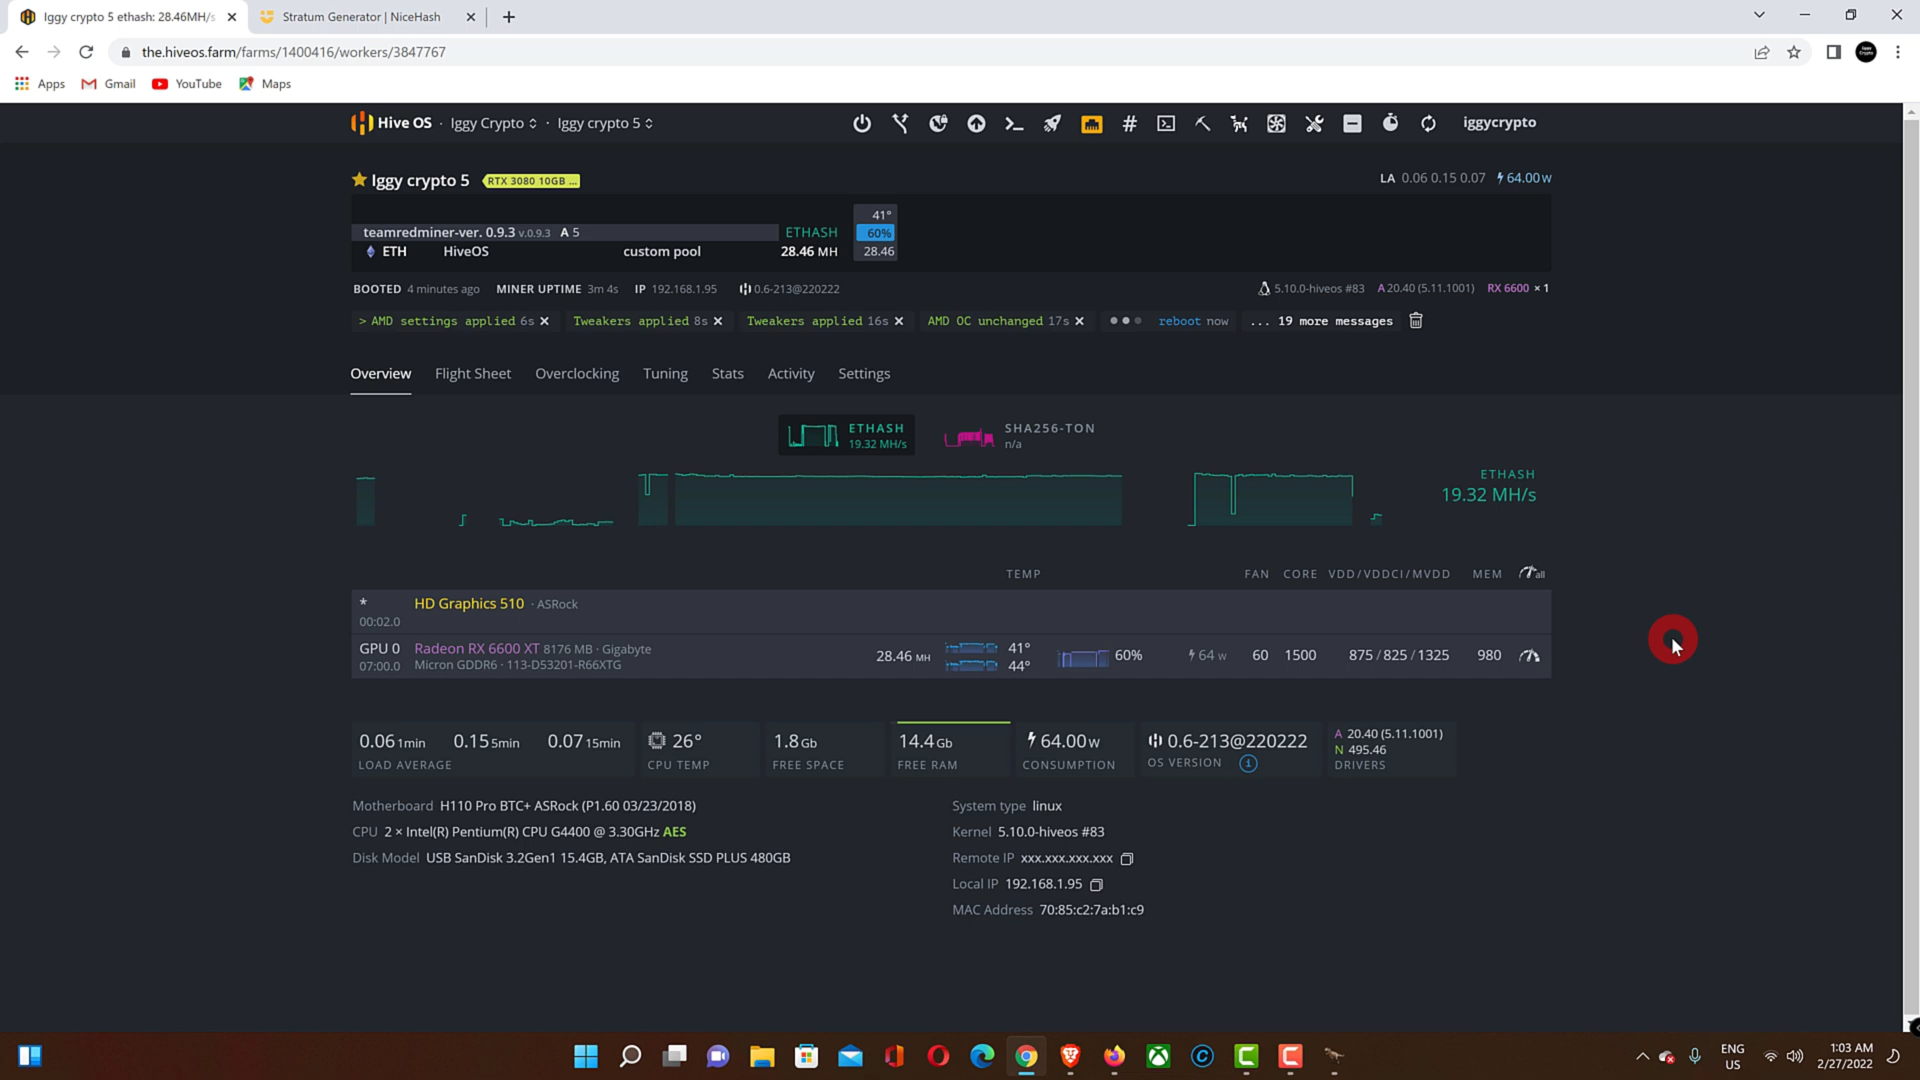 Iggy crypto 5 ethash: 28.46MH/s
Stratum Generator | NiceHash
the.hiveos.farm/farms/1400416/workers/3847767
Apps
Gmail
YouTube
Maps
Hive OS · Iggy Crypto · Iggy crypto 5
iggycrypto
Iggy crypto 5
RTX 3080 10GB ...
LA 0.06 0.15 0.07 64.00 W
41°
teamredminer-ver. 0.9.3 v.0.9.3 A 5 ETHASH 60%
ETH HiveOS custom pool 28.46 MH 28.46
BOOTED 4 minutes ago MINER UPTIME 3m 4s IP 192.168.1.95 0.6-213@220222
5.10.0-hiveos #83 A 20.40 (5.11.1001) RX 6600 × 1
> AMD settings applied 6s Tweakers applied 8s Tweakers applied 16s AMD OC unchanged 17s reboot now ... 19 more messages
Overview Flight Sheet Overclocking Tuning Stats Activity Settings
ETHASH
19.32 MH/s
SHA256-TON
n/a
ETHASH
19.32 MH/s
TEMP FAN CORE VDD/VDDCI/MVDD MEM all
* HD Graphics 510 · ASRock
00:02.0
GPU 0 Radeon RX 6600 XT 8176 MB · Gigabyte
07:00.0 Micron GDDR6 · 113-D53201-R66XTG
28.46 MH 41° 44° 60% 64 W 60 1500 875 / 825 / 1325 980
0.06 1min 0.15 5min 0.07 15min
LOAD AVERAGE
26°
CPU TEMP
1.8 Gb
FREE SPACE
14.4 Gb
FREE RAM
64.00 W
CONSUMPTION
0.6-213@220222
OS VERSION
A 20.40 (5.11.1001)
N 495.46
DRIVERS
Motherboard H110 Pro BTC+ ASRock (P1.60 03/23/2018)
CPU 2 × Intel(R) Pentium(R) CPU G4400 @ 3.30GHz AES
Disk Model USB SanDisk 3.2Gen1 15.4GB, ATA SanDisk SSD PLUS 480GB
System type linux
Kernel 5.10.0-hiveos #83
Remote IP xxx.xxx.xxx.xxx
Local IP 192.168.1.95
MAC Address 70:85:c2:7a:b1:c9
ENG
US
1:03 AM
2/27/2022